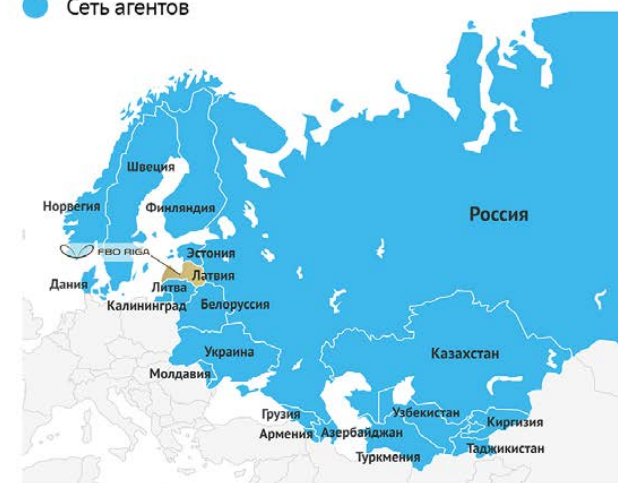 Сеть агентов
Швеция
Норвегия
Финляндия
Россия
FBO RIGA
Эстония
Латвия
Дания
Литва
Калининград
Белоруссия
Украина
Казахстан
Молдавия
Грузия
Узбекистан
Киргизия
Армения
Азербайджан
Таджикистан
Туркмения